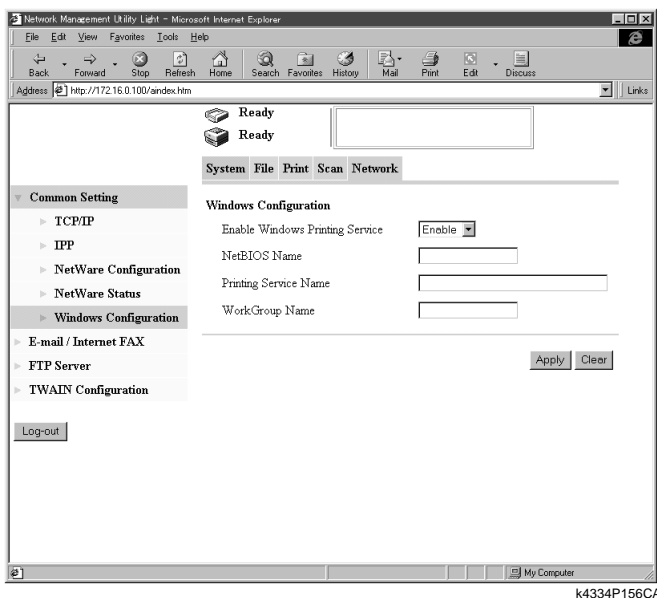 Network Management Utility Light - Microsoft Internet Explorer
File Edit View Favorites Tools Help
Back Forward Stop Refresh Home Search Favorites History Mail Print Edit Discuss
Address http://172.16.0.100/aindex.htm Links
Ready
Ready
System File Print Scan Network
Common Setting
TCP/IP
IPP
NetWare Configuration
NetWare Status
Windows Configuration
E-mail / Internet FAX
FTP Server
TWAIN Configuration
Log-out
Windows Configuration
Enable Windows Printing Service Enable
NetBIOS Name
Printing Service Name
WorkGroup Name
Apply Clear
My Computer
k4334P156CA